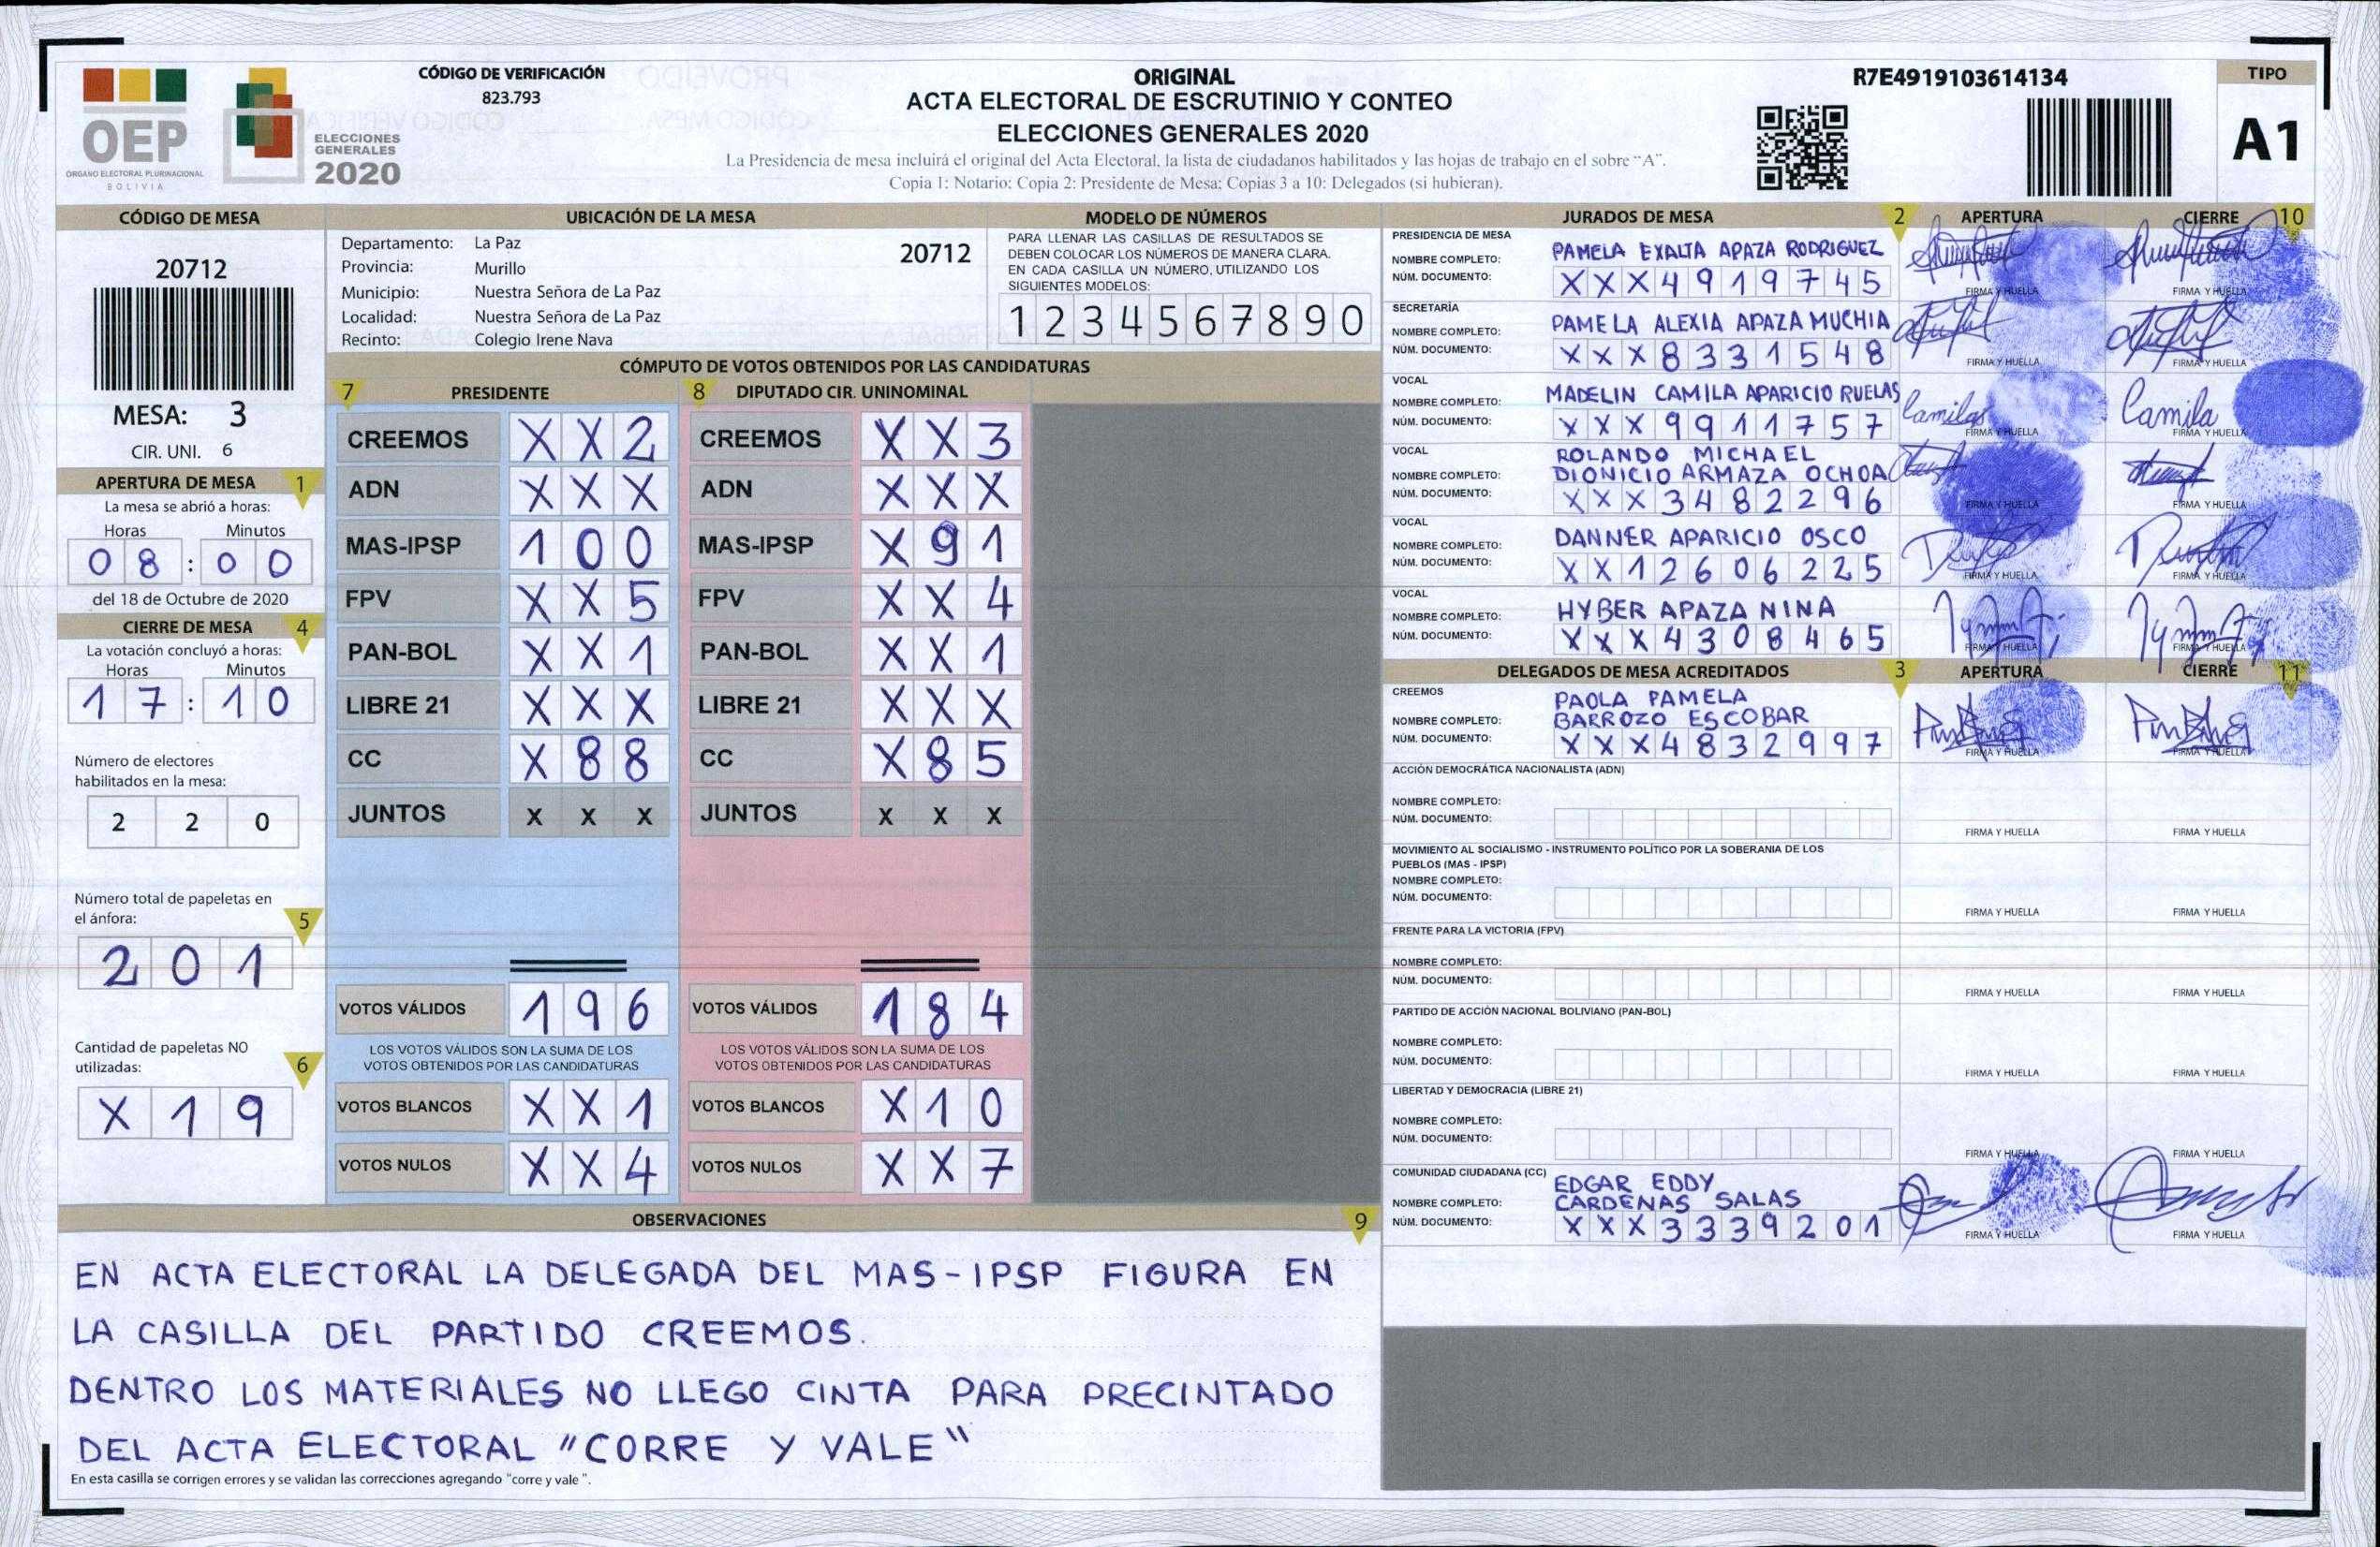 OEP
ORGANO ELECTORAL PLURINACIONAL
BOLIVIA
ELECCIONES
GENERALES
2020
CÓDIGO DE VERIFICACIÓN
823.793
ORIGINAL
ACTA ELECTORAL DE ESCRUTINIO Y CONTEO
ELECCIONES GENERALES 2020
La Presidencia de mesa incluirá el original del Acta Electoral, la lista de ciudadanos habilitados y las hojas de trabajo en el sobre "A".
Copia 1: Notario; Copia 2: Presidente de Mesa; Copias 3 a 10: Delegados (si hubieran).
R7E4919103614134
TIPO
A1
CÓDIGO DE MESA
20712
MESA: 3
CIR. UNI. 6
APERTURA DE MESA 1
La mesa se abrió a horas:
Horas Minutos
0 8 : 0 0
del 18 de Octubre de 2020
CIERRE DE MESA 4
La votación concluyó a horas:
Horas Minutos
1 7 : 1 0
Número de electores
habilitados en la mesa:
2 2 0
Número total de papeletas en
el ánfora: 5
2 0 1
Cantidad de papeletas NO
utilizadas: 6
X 1 9
UBICACIÓN DE LA MESA
Departamento: La Paz 20712
Provincia: Murillo
Municipio: Nuestra Señora de La Paz
Localidad: Nuestra Señora de La Paz
Recinto: Colegio Irene Nava
MODELO DE NÚMEROS
PARA LLENAR LAS CASILLAS DE RESULTADOS SE
DEBEN COLOCAR LOS NÚMEROS DE MANERA CLARA.
EN CADA CASILLA UN NÚMERO, UTILIZANDO LOS
SIGUIENTES MODELOS:
1 2 3 4 5 6 7 8 9 0
CÓMPUTO DE VOTOS OBTENIDOS POR LAS CANDIDATURAS
7 PRESIDENTE 8 DIPUTADO CIR. UNINOMINAL
CREEMOS X X 2 CREEMOS X X 3
ADN X X X ADN X X X
MAS-IPSP 1 0 0 MAS-IPSP X 9 1
FPV X X 5 FPV X X 4
PAN-BOL X X 1 PAN-BOL X X 1
LIBRE 21 X X X LIBRE 21 X X X
CC X 8 8 CC X 8 5
JUNTOS X X X JUNTOS X X X
VOTOS VÁLIDOS 1 9 6 VOTOS VÁLIDOS 1 8 4
LOS VOTOS VÁLIDOS SON LA SUMA DE LOS LOS VOTOS VÁLIDOS SON LA SUMA DE LOS
VOTOS OBTENIDOS POR LAS CANDIDATURAS VOTOS OBTENIDOS POR LAS CANDIDATURAS
VOTOS BLANCOS X X 1 VOTOS BLANCOS X 1 0
VOTOS NULOS X X 4 VOTOS NULOS X X 7
OBSERVACIONES 9
EN ACTA ELECTORAL LA DELEGADA DEL MAS-IPSP FIGURA EN
LA CASILLA DEL PARTIDO CREEMOS.
DENTRO LOS MATERIALES NO LLEGO CINTA PARA PRECINTADO
DEL ACTA ELECTORAL "CORRE Y VALE"
En esta casilla se corrigen errores y se validan las correcciones agregando "corre y vale".
JURADOS DE MESA 2 APERTURA CIERRE 10
PRESIDENCIA DE MESA
NOMBRE COMPLETO: PAMELA EXALTA APAZA RODRIGUEZ
NÚM. DOCUMENTO: X X X 4 9 1 9 7 4 5
FIRMA Y HUELLA FIRMA Y HUELLA
SECRETARÍA
NOMBRE COMPLETO: PAMELA ALEXIA APAZA MUCHIA
NÚM. DOCUMENTO: X X X 8 3 3 1 5 4 8
FIRMA Y HUELLA FIRMA Y HUELLA
VOCAL
NOMBRE COMPLETO: MADELIN CAMILA APARICIO RUELAS
Camila Camila
NÚM. DOCUMENTO: X X X 9 9 1 1 7 5 7
FIRMA Y HUELLA FIRMA Y HUELLA
VOCAL
ROLANDO MICHAEL
NOMBRE COMPLETO: DIONICIO ARMAZA OCHOA
NÚM. DOCUMENTO: X X X 3 4 8 2 2 9 6
FIRMA Y HUELLA FIRMA Y HUELLA
VOCAL
NOMBRE COMPLETO: DANNER APARICIO OSCO
NÚM. DOCUMENTO: X X 1 2 6 0 6 2 2 5
FIRMA Y HUELLA FIRMA Y HUELLA
VOCAL
NOMBRE COMPLETO: HYBER APAZA NINA
NÚM. DOCUMENTO: X X X 4 3 0 8 4 6 5
FIRMA Y HUELLA FIRMA Y HUELLA
DELEGADOS DE MESA ACREDITADOS 3 APERTURA CIERRE 11
CREEMOS
PAOLA PAMELA
NOMBRE COMPLETO: BARROZO ESCOBAR
NÚM. DOCUMENTO: X X X 4 8 3 2 9 9 7
FIRMA Y HUELLA FIRMA Y HUELLA
ACCIÓN DEMOCRÁTICA NACIONALISTA (ADN)
NOMBRE COMPLETO:
NÚM. DOCUMENTO:
FIRMA Y HUELLA FIRMA Y HUELLA
MOVIMIENTO AL SOCIALISMO - INSTRUMENTO POLÍTICO POR LA SOBERANIA DE LOS
PUEBLOS (MAS - IPSP)
NOMBRE COMPLETO:
NÚM. DOCUMENTO:
FIRMA Y HUELLA FIRMA Y HUELLA
FRENTE PARA LA VICTORIA (FPV)
NOMBRE COMPLETO:
NÚM. DOCUMENTO:
FIRMA Y HUELLA FIRMA Y HUELLA
PARTIDO DE ACCIÓN NACIONAL BOLIVIANO (PAN-BOL)
NOMBRE COMPLETO:
NÚM. DOCUMENTO:
FIRMA Y HUELLA FIRMA Y HUELLA
LIBERTAD Y DEMOCRACIA (LIBRE 21)
NOMBRE COMPLETO:
NÚM. DOCUMENTO:
FIRMA Y HUELLA FIRMA Y HUELLA
COMUNIDAD CIUDADANA (CC)
EDGAR EDDY
NOMBRE COMPLETO: CARDENAS SALAS
NÚM. DOCUMENTO: X X X 3 3 3 9 2 0 1
FIRMA Y HUELLA FIRMA Y HUELLA